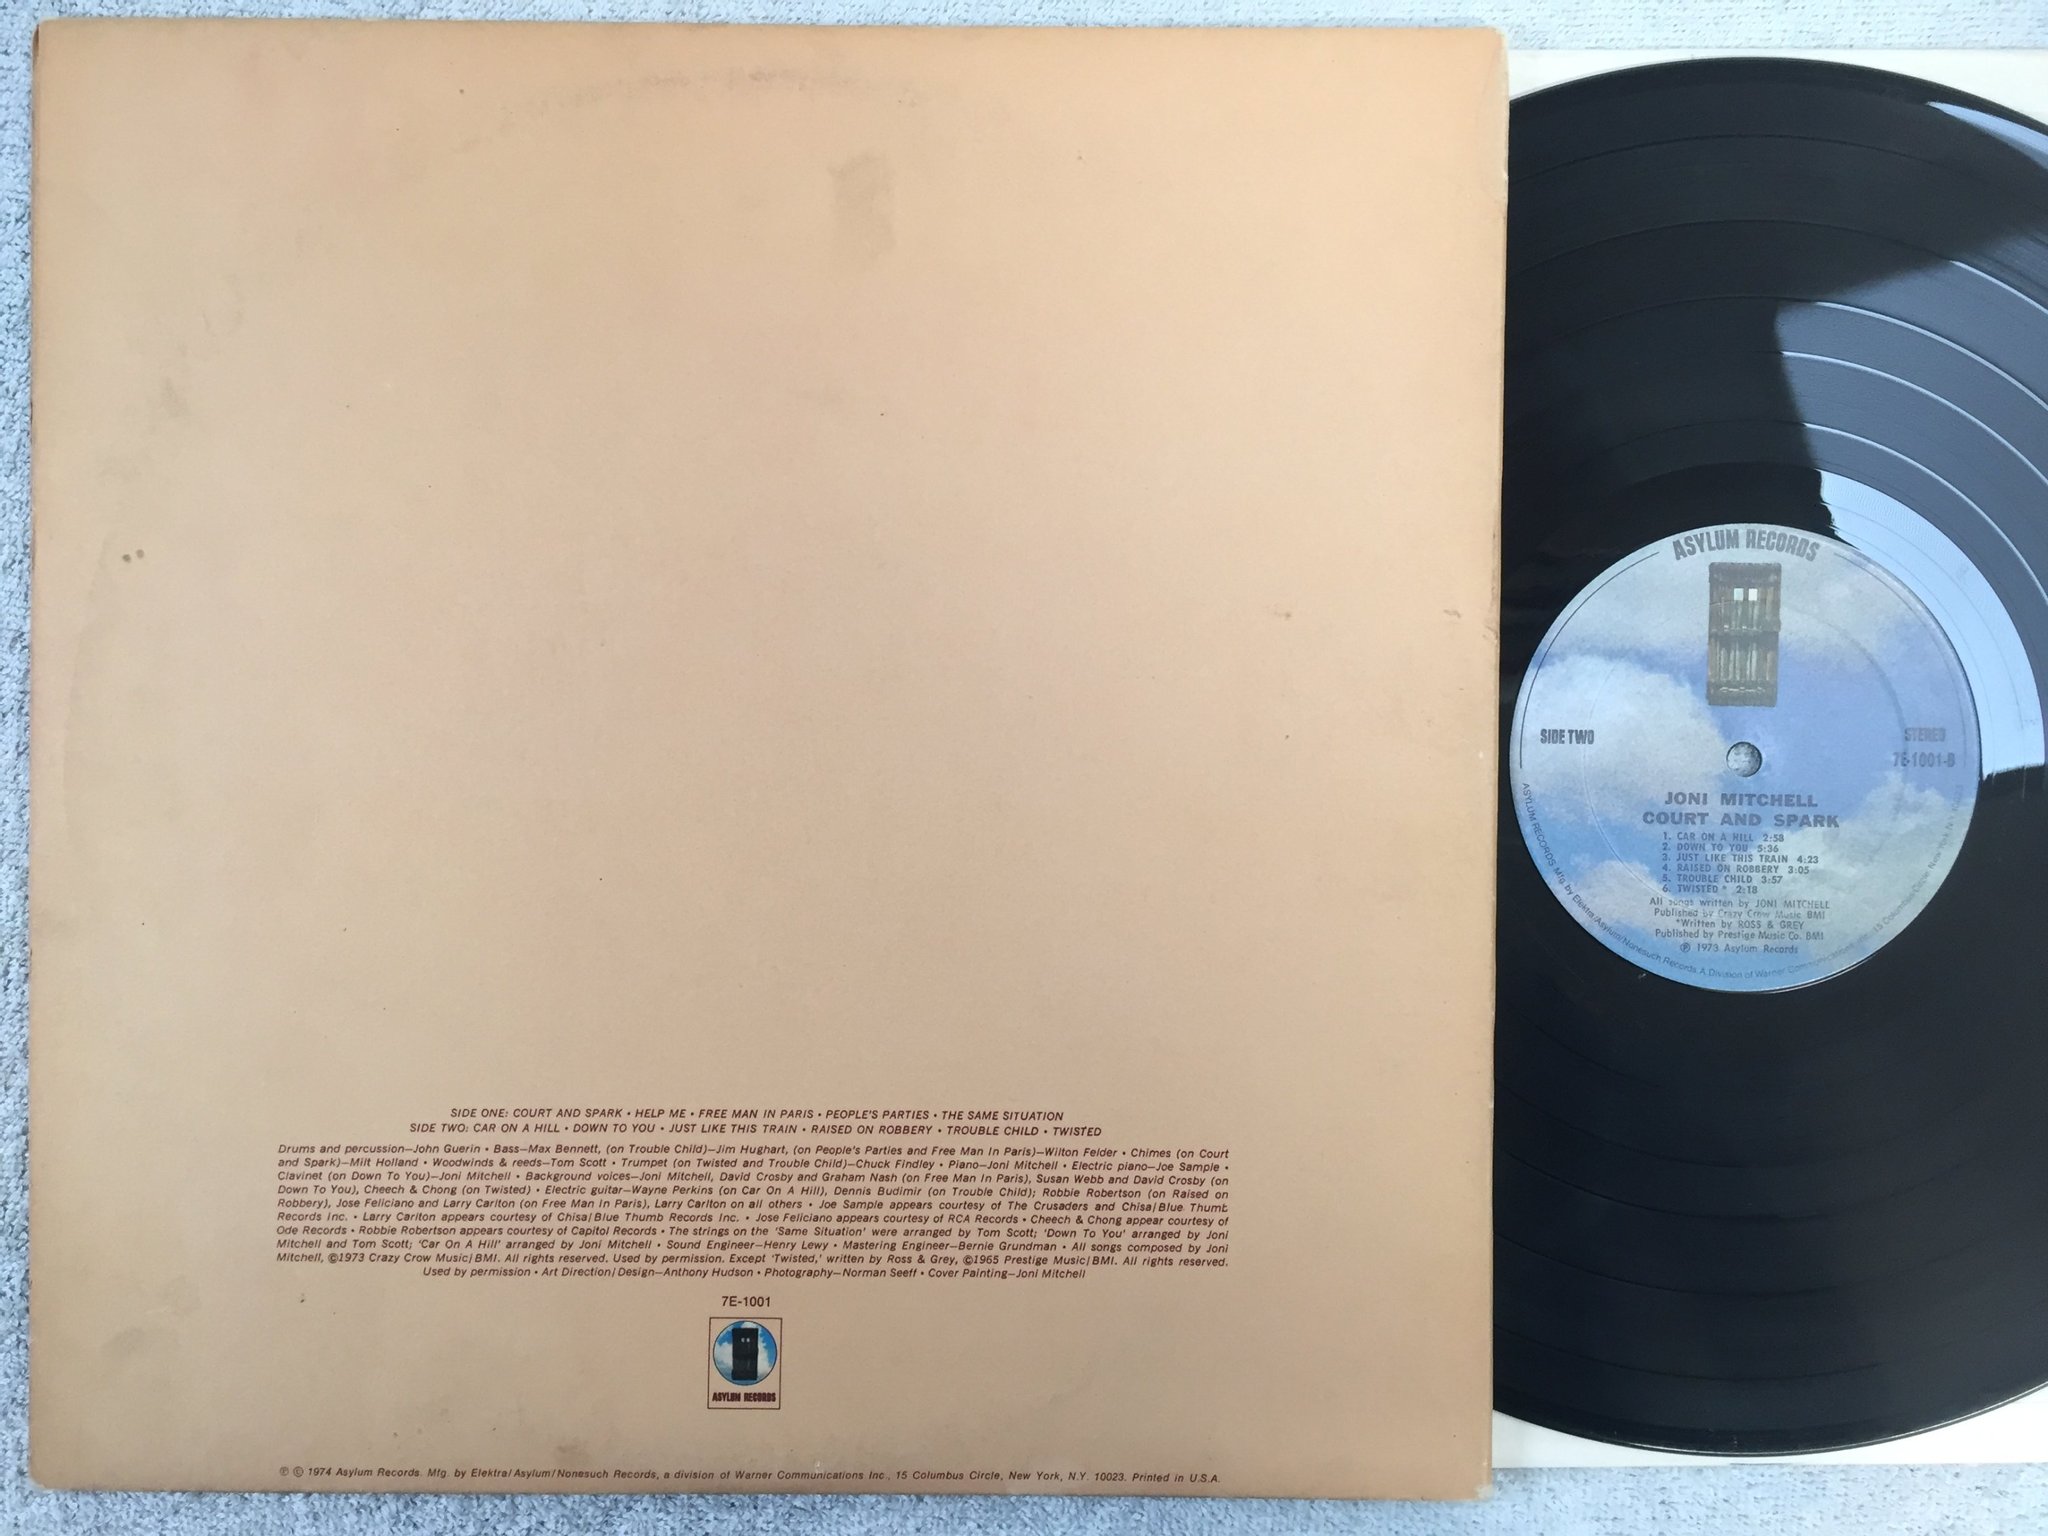 SIDE ONE: COURT AND SPARK • HELP ME • FREE MAN IN PARIS • PEOPLE'S PARTIES • THE SAME SITUATION
SIDE TWO: CAR ON A HILL • DOWN TO YOU • JUST LIKE THIS TRAIN • RAISED ON ROBBERY • TROUBLE CHILD • TWISTED
Drums and percussion—John Guerin • Bass—Max Bennett, (on Trouble Child)—Jim Hughart, (on People's Parties and Free Man In Paris)—Wilton Felder • Chimes (on Court
and Spark)—Milt Holland • Woodwinds & reeds—Tom Scott • Trumpet (on Twisted and Trouble Child)—Chuck Findley • Piano—Joni Mitchell • Electric piano—Joe Sample •
Clavinet (on Down To You)—Joni Mitchell • Background voices—Joni Mitchell, David Crosby and Graham Nash (on Free Man In Paris), Susan Webb and David Crosby (on
Down To You), Cheech & Chong (on Twisted) • Electric guitar—Wayne Perkins (on Car On A Hill), Dennis Budimir (on Trouble Child); Robbie Robertson (on Raised on
Robbery), Jose Feliciano and Larry Carlton (on Free Man In Paris), Larry Carlton on all others • Joe Sample appears courtesy of The Crusaders and Chisa/Blue Thumb
Records Inc. • Larry Carlton appears courtesy of Chisa/Blue Thumb Records Inc. • Jose Feliciano appears courtesy of RCA Records • Cheech & Chong appear courtesy of
Ode Records • Robbie Robertson appears courtesy of Capitol Records • The strings on the 'Same Situation' were arranged by Tom Scott; 'Down To You' arranged by Joni
Mitchell and Tom Scott; 'Car On A Hill' arranged by Joni Mitchell • Sound Engineer—Henry Lewy • Mastering Engineer—Bernie Grundman • All songs composed by Joni
Mitchell, ©1973 Crazy Crow Music/BMI. All rights reserved. Used by permission. Except 'Twisted,' written by Ross & Grey, ©1965 Prestige Music/BMI. All rights reserved.
Used by permission • Art Direction/Design—Anthony Hudson • Photography—Norman Seeff • Cover Painting—Joni Mitchell
7E-1001
ASYLUM RECORDS
℗ © 1974 Asylum Records. Mfg. by Elektra/Asylum/Nonesuch Records, a division of Warner Communications Inc., 15 Columbus Circle, New York, N.Y. 10023. Printed in U.S.A.
ASYLUM RECORDS
SIDE TWO
STEREO
7E-1001-B
JONI MITCHELL
COURT AND SPARK
1. CAR ON A HILL 2:58
2. DOWN TO YOU 5:36
3. JUST LIKE THIS TRAIN 4:23
4. RAISED ON ROBBERY 3:05
5. TROUBLE CHILD 3:57
6. TWISTED * 2:18
All songs written by JONI MITCHELL
Published by Crazy Crow Music BMI
*Written by ROSS & GREY
Published by Prestige Music Co. BMI
℗ 1973 Asylum Records
ASYLUM RECORDS Mfg. by Elektra/Asylum/Nonesuch Records A Division of Warner Communications 15 Columbus Circle New York